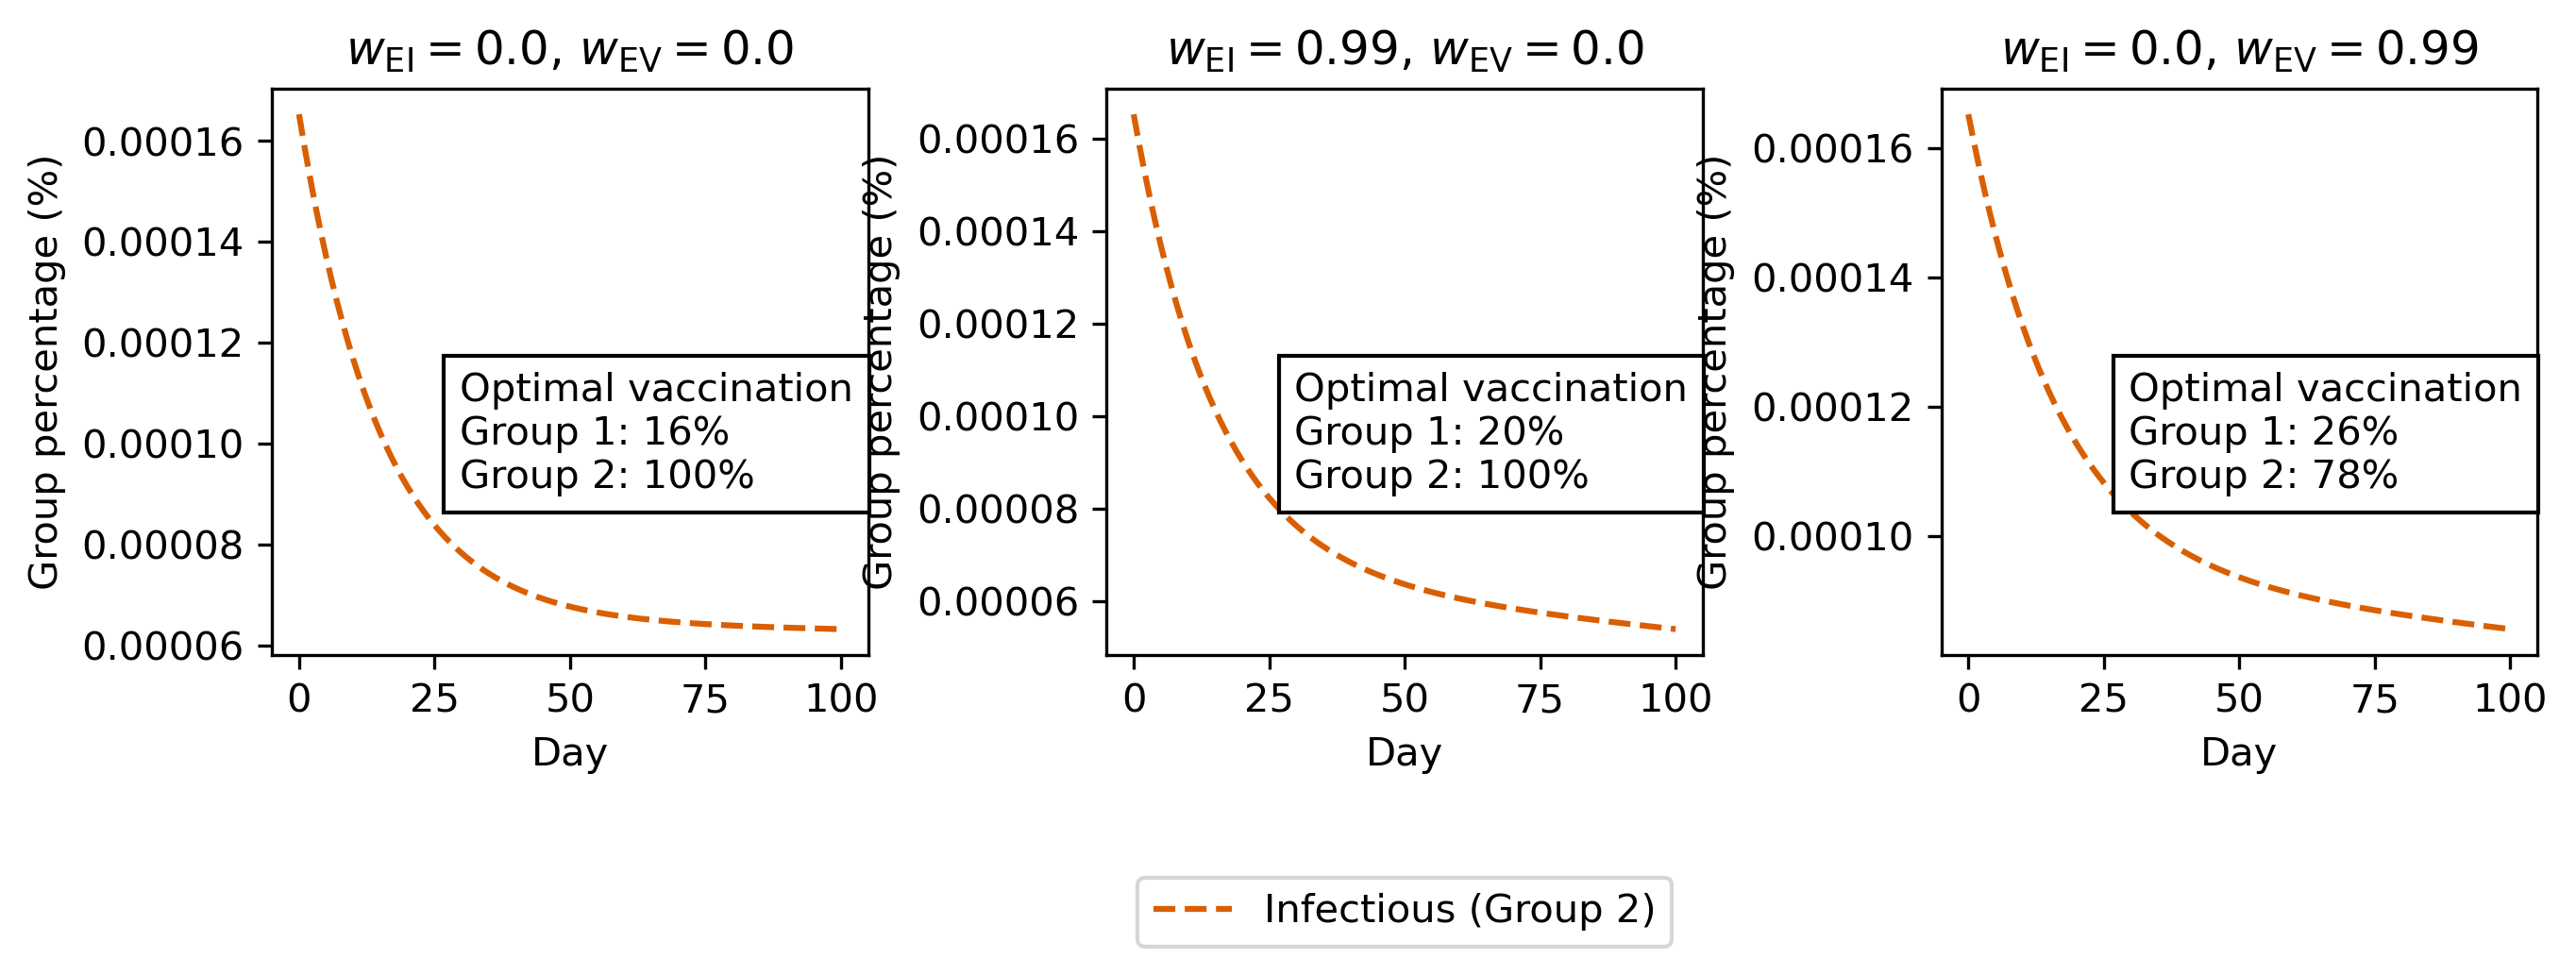 w_EI = 0.0, w_EV = 0.0
Group percentage (%)
0.00016
0.00014
0.00012
0.00010
0.00008
0.00006
Optimal vaccination
Group 1: 16%
Group 2: 100%
0 25 50 75 100
Day
w_EI = 0.99, w_EV = 0.0
Group percentage (%)
0.00016
0.00014
0.00012
0.00010
0.00008
0.00006
Optimal vaccination
Group 1: 20%
Group 2: 100%
0 25 50 75 100
Day
w_EI = 0.0, w_EV = 0.99
Group percentage (%)
0.00016
0.00014
0.00012
0.00010
Optimal vaccination
Group 1: 26%
Group 2: 78%
0 25 50 75 100
Day
Infectious (Group 2)